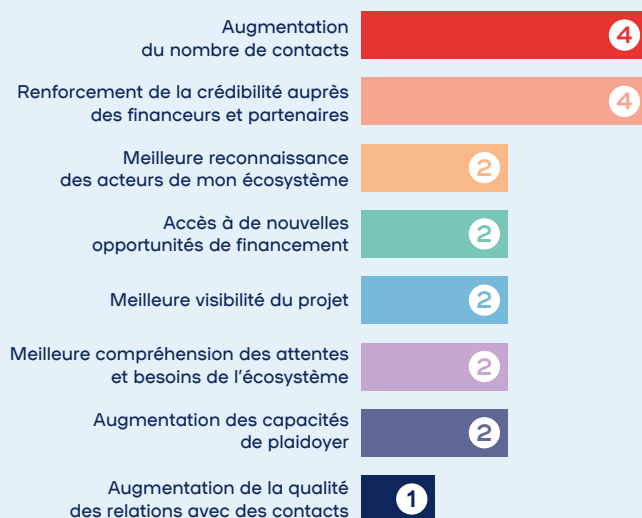 Augmentation
du nombre de contacts
4
Renforcement de la crédibilité auprès
des financeurs et partenaires
4
Meilleure reconnaissance
des acteurs de mon écosystème
2
Accès à de nouvelles
opportunités de financement
2
Meilleure visibilité du projet
2
Meilleure compréhension des attentes
et besoins de l'écosystème
2
Augmentation des capacités
de plaidoyer
2
Augmentation de la qualité
des relations avec des contacts
1